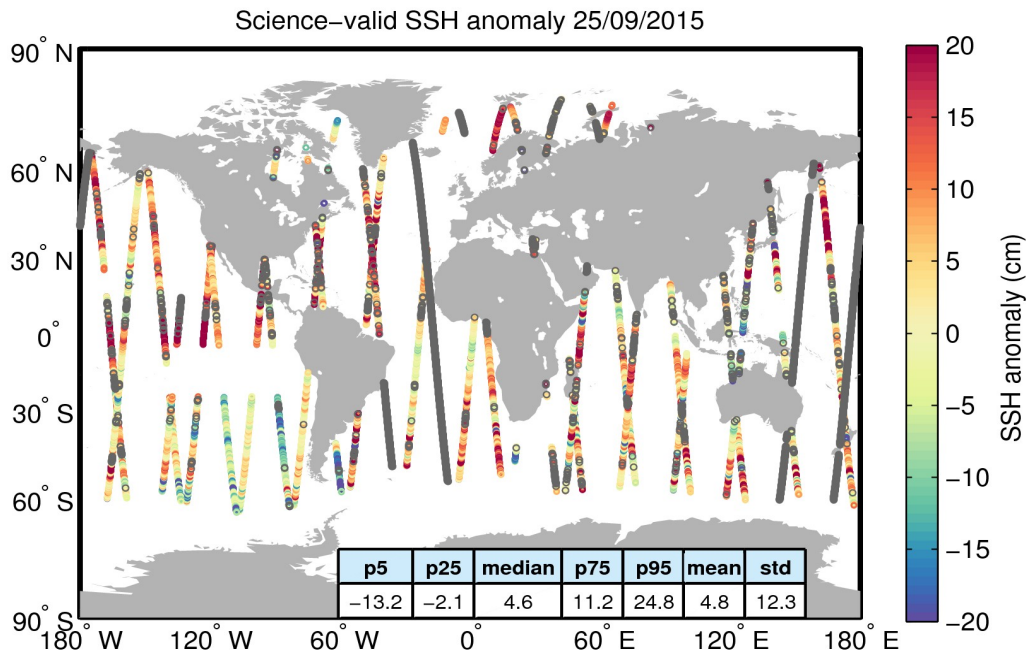 Science−valid SSH anomaly 25/09/2015
90° N
60° N
30° N
0°
30° S
60° S
90° S
180° W
120° W
60° W
0°
60° E
120° E
180° E
p5 p25 median p75 p95 mean std
−13.2 −2.1 4.6 11.2 24.8 4.8 12.3
20
15
10
5
0
−5
−10
−15
−20
SSH anomaly (cm)